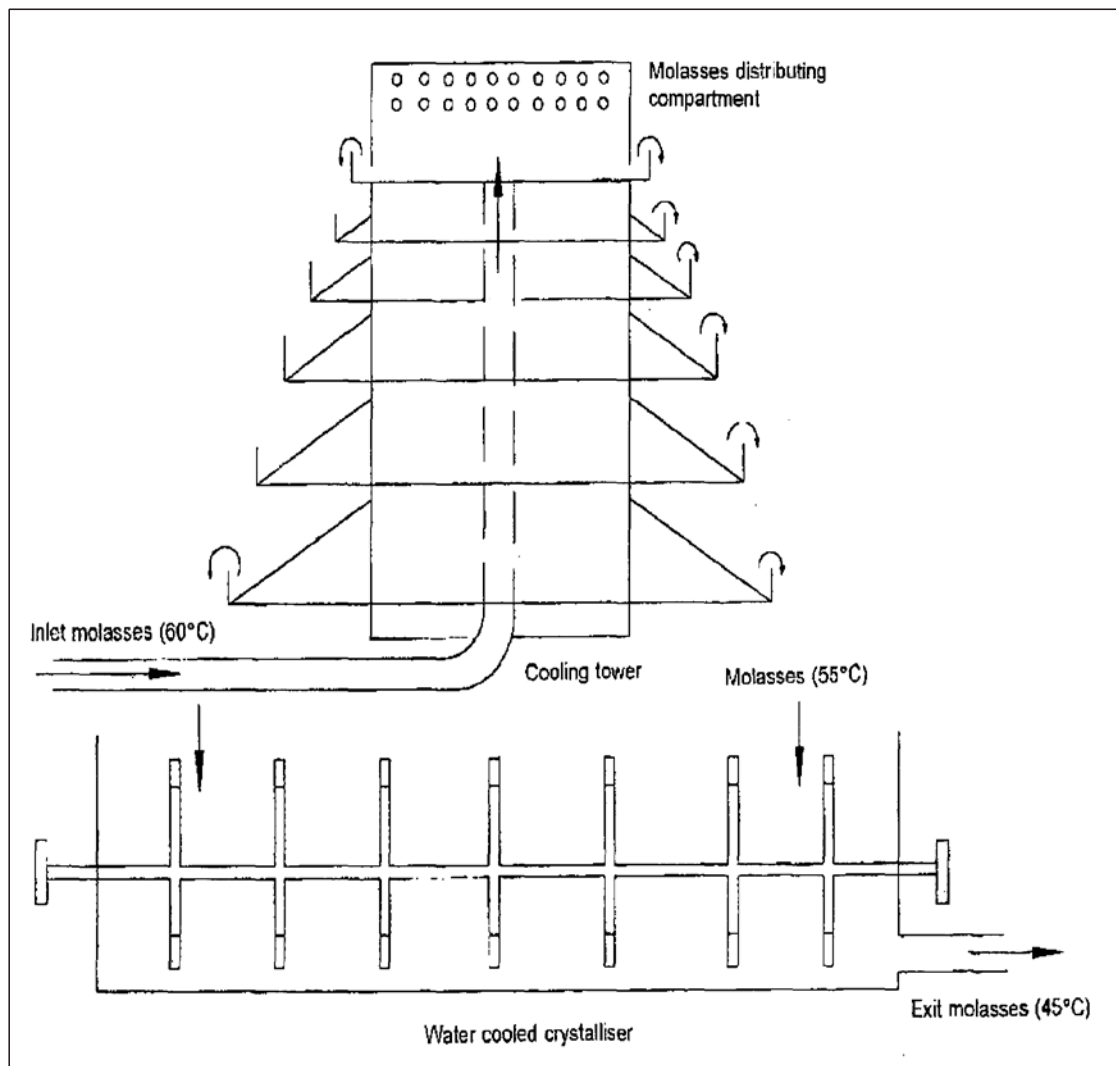 Molasses distributing
compartment
Inlet molasses (60°C)
Cooling tower
Molasses (55°C)
Exit molasses (45°C)
Water cooled crystalliser